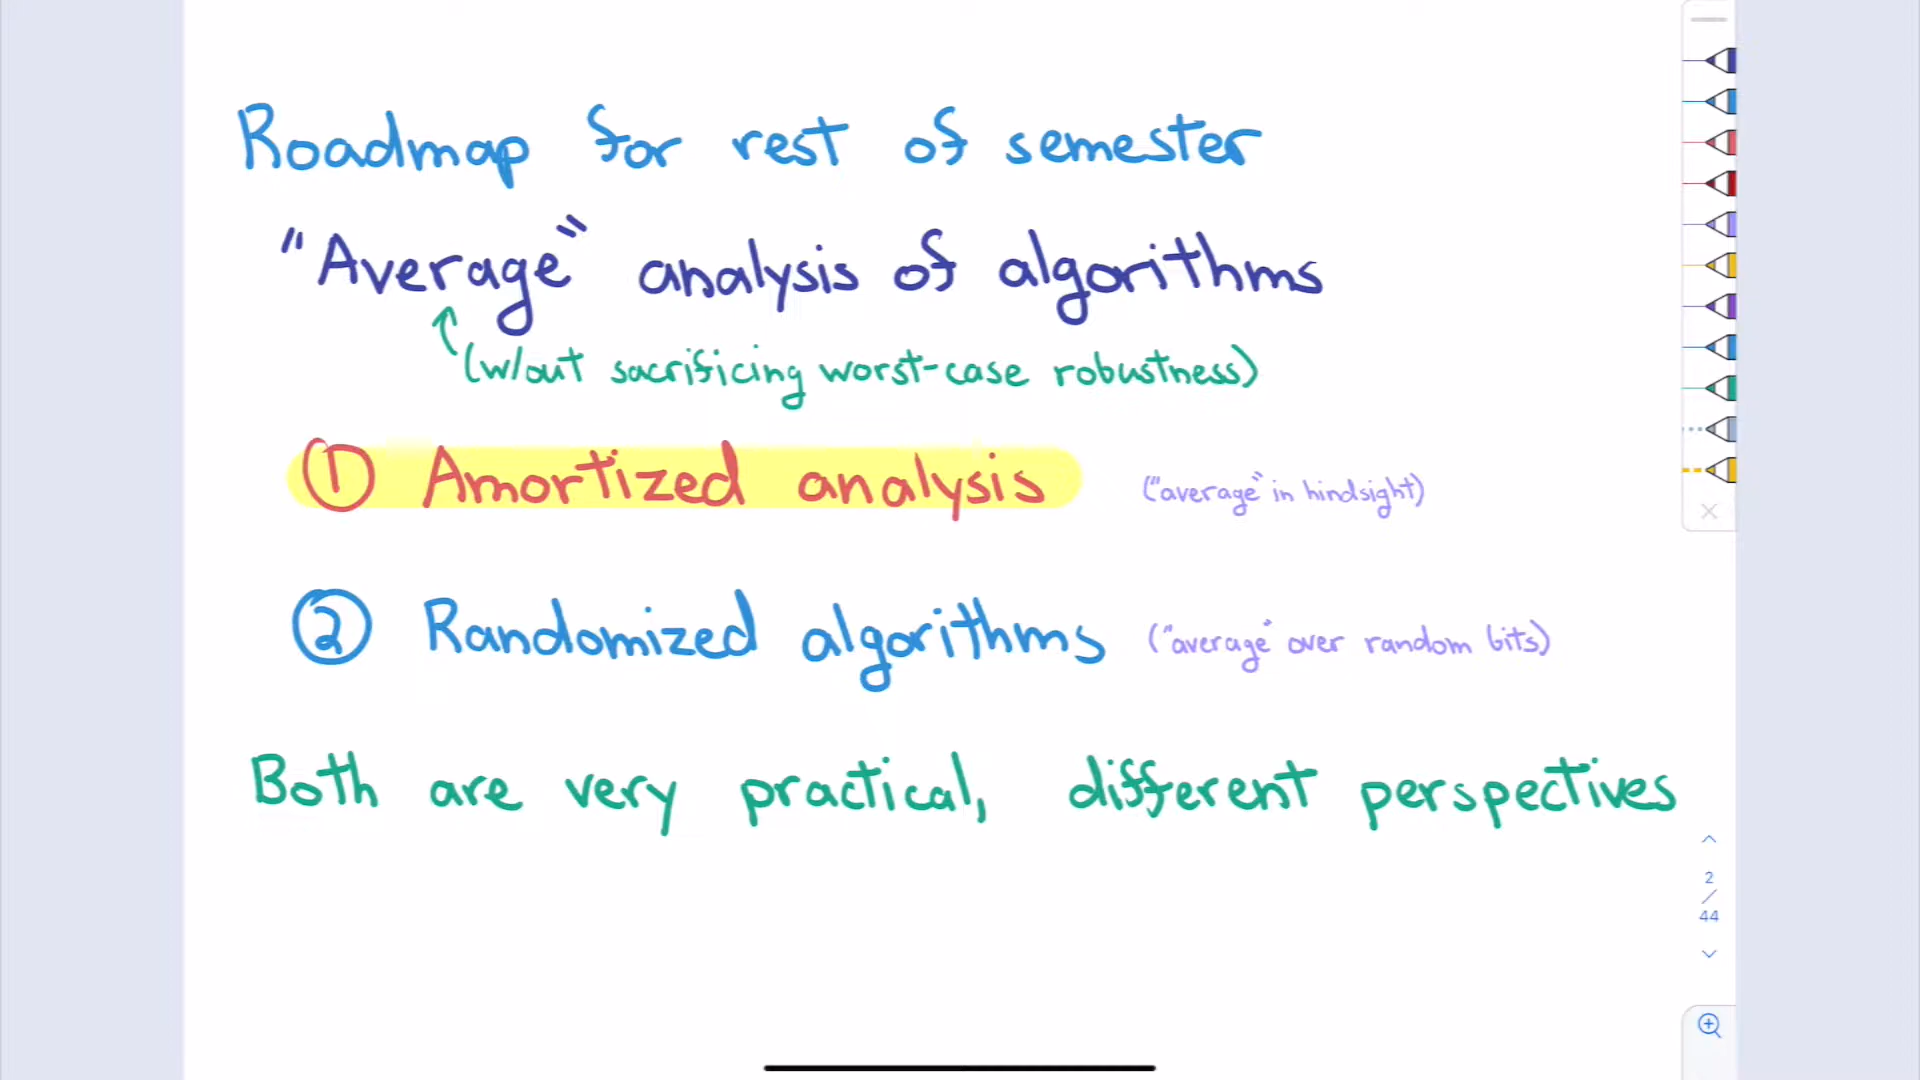 Roadmap for rest of semester
"Average" analysis of algorithms
(w/out sacrificing worst-case robustness)
① Amortized analysis ("average" in hindsight)
② Randomized algorithms ("average" over random bits)
Both are very practical, different perspectives
2
/
44